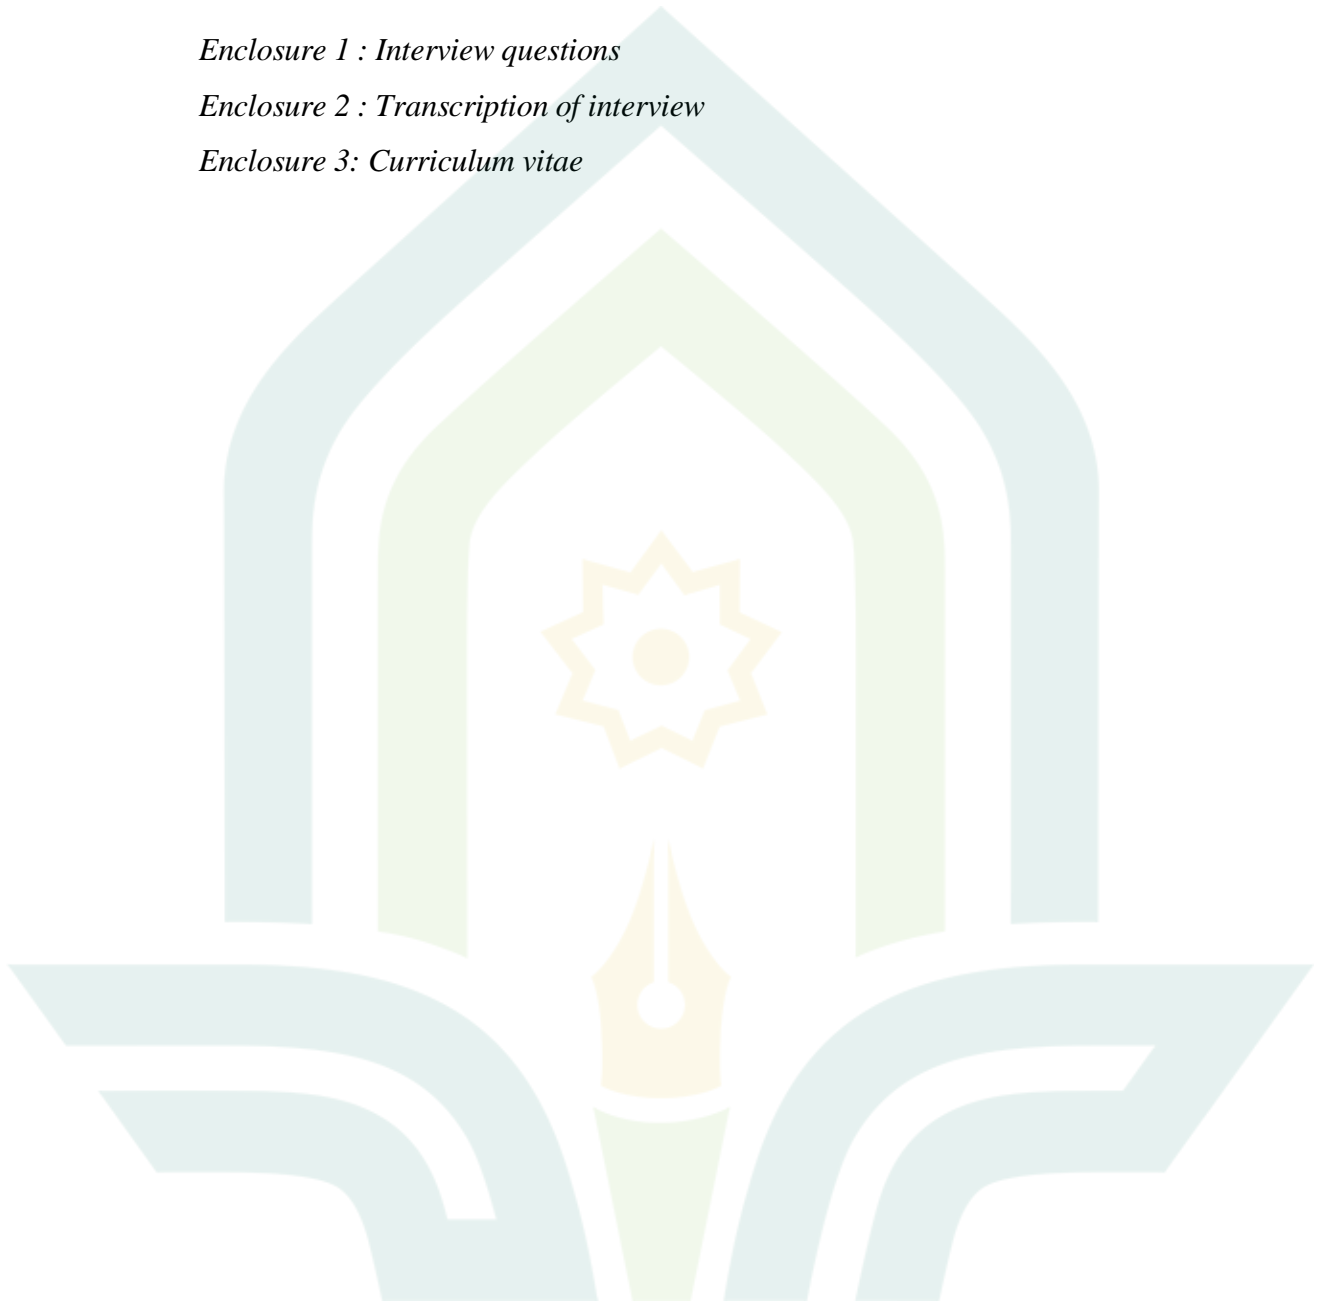 Enclosure 1 : Interview questions
Enclosure 2 : Transcription of interview
Enclosure 3: Curriculum vitae